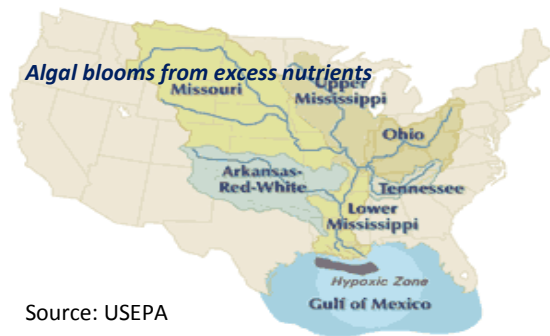 Algal blooms from excess nutrients
Upper
Mississippi
Missouri
Ohio
Arkansas-
Red-White
Tennessee
Lower
Mississippi
Hypoxic Zone
Gulf of Mexico
Source: USEPA